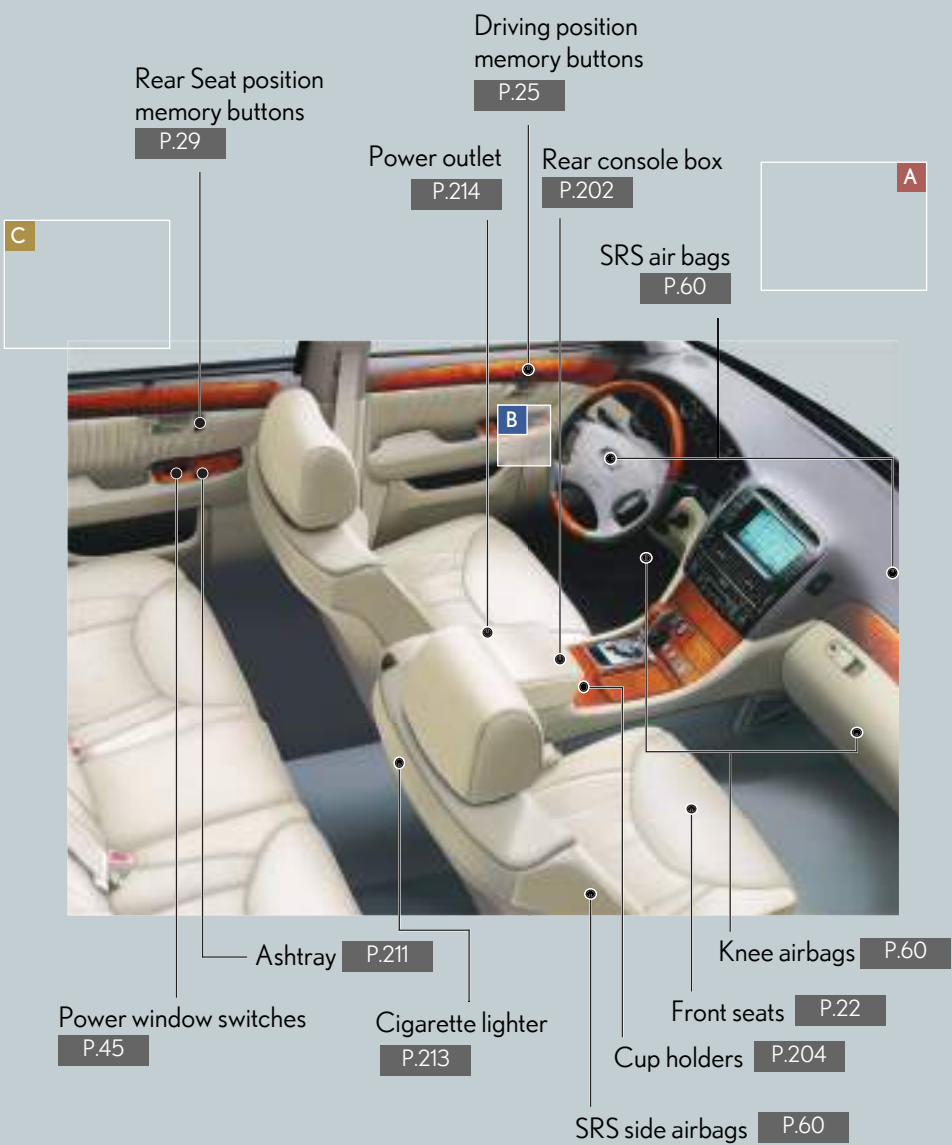 Driving position
memory buttons
P.25
Rear Seat position
memory buttons
P.29
Power outlet
P.214
Rear console box
P.202
A
C
SRS air bags
P.60
B
Ashtray P.211
Knee airbags P.60
Power window switches
P.45
Cigarette lighter
P.213
Front seats P.22
Cup holders P.204
SRS side airbags P.60